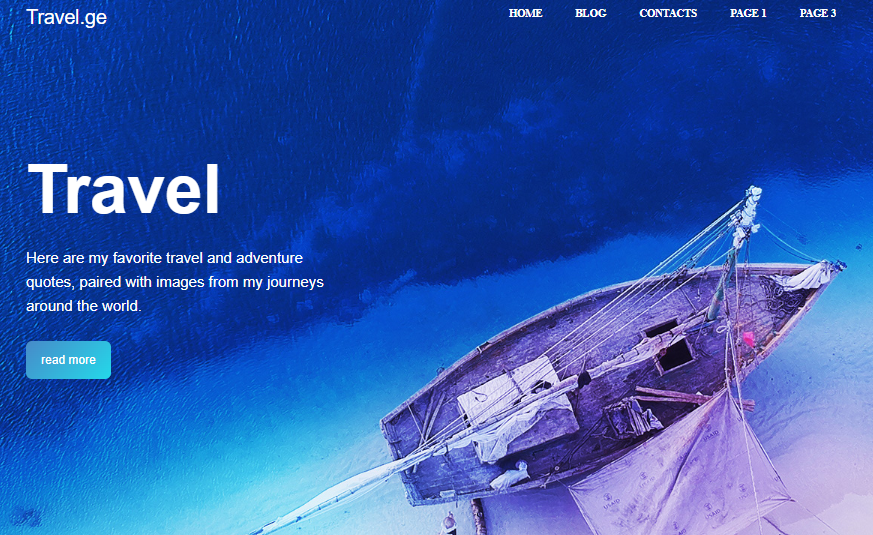 Travel.ge
HOME BLOG CONTACTS PAGE 1 PAGE 3
Travel
Here are my favorite travel and adventure
quotes, paired with images from my journeys
around the world.
read more
USAID